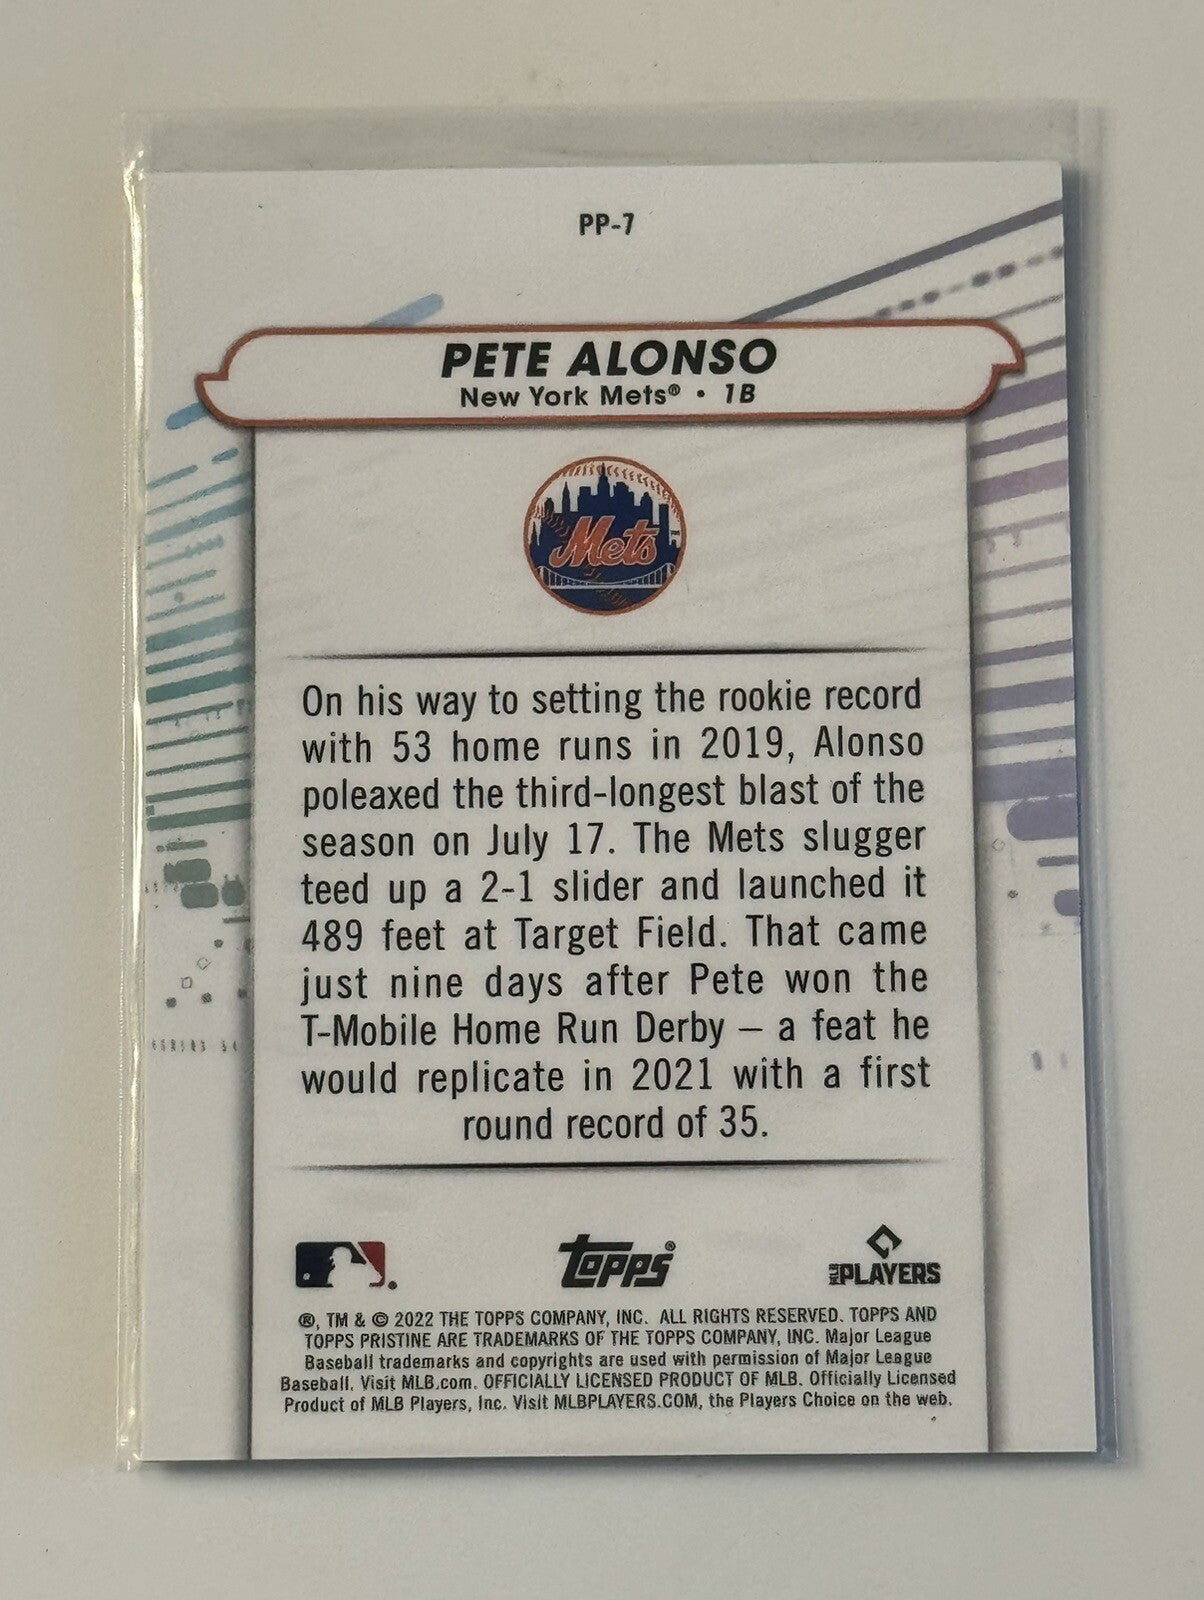 PP-7
PETE ALONSO
New York Mets® • 1B
Mets
On his way to setting the rookie record
with 53 home runs in 2019, Alonso
poleaxed the third-longest blast of the
season on July 17. The Mets slugger
teed up a 2-1 slider and launched it
489 feet at Target Field. That came
just nine days after Pete won the
T-Mobile Home Run Derby – a feat he
would replicate in 2021 with a first
round record of 35.
Topps®
MLB PLAYERS
®, TM & © 2022 THE TOPPS COMPANY, INC. ALL RIGHTS RESERVED. TOPPS AND
TOPPS PRISTINE ARE TRADEMARKS OF THE TOPPS COMPANY, INC. Major League
Baseball trademarks and copyrights are used with permission of Major League
Baseball. Visit MLB.com. OFFICIALLY LICENSED PRODUCT OF MLB. Officially Licensed
Product of MLB Players, Inc. Visit MLBPLAYERS.COM, the Players Choice on the web.